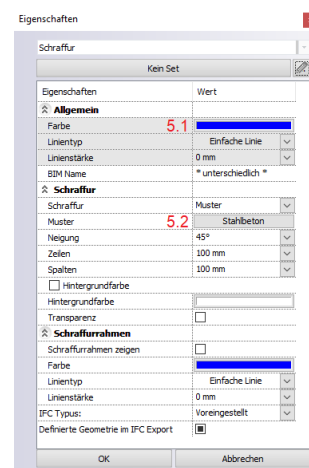 Eigenschaften
Schraffur
Kein Set
Eigenschaften Wert
Allgemein
Farbe 5.1
Linientyp Einfache Linie
Linienstärke 0 mm
BIM Name * unterschiedlich *
Schraffur
Schraffur Muster
Muster 5.2 Stahlbeton
Neigung 45°
Zeilen 100 mm
Spalten 100 mm
Hintergrundfarbe
Hintergrundfarbe
Transparenz
Schraffurrahmen
Schraffurrahmen zeigen
Farbe
Linientyp Einfache Linie
Linienstärke 0 mm
IFC Typus: Voreingestellt
Definierte Geometrie im IFC Export
OK Abbrechen